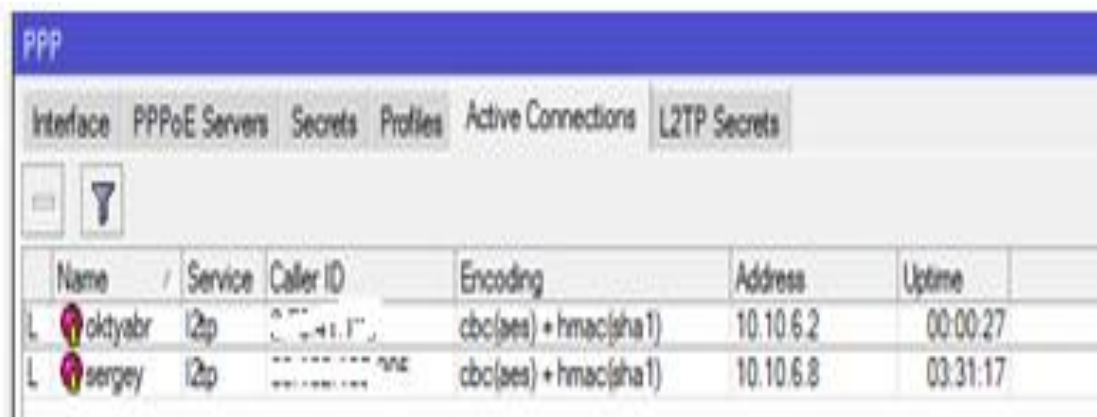 PPP
Interface PPPoE Servers Secrets Profiles Active Connections L2TP Secrets
Name / Service Caller ID Encoding Address Uptime
L oktyabr l2tp cbc(aes) + hmac(sha1) 10.10.6.2 00:00:27
L sergey l2tp cbc(aes) + hmac(sha1) 10.10.6.8 03:31:17